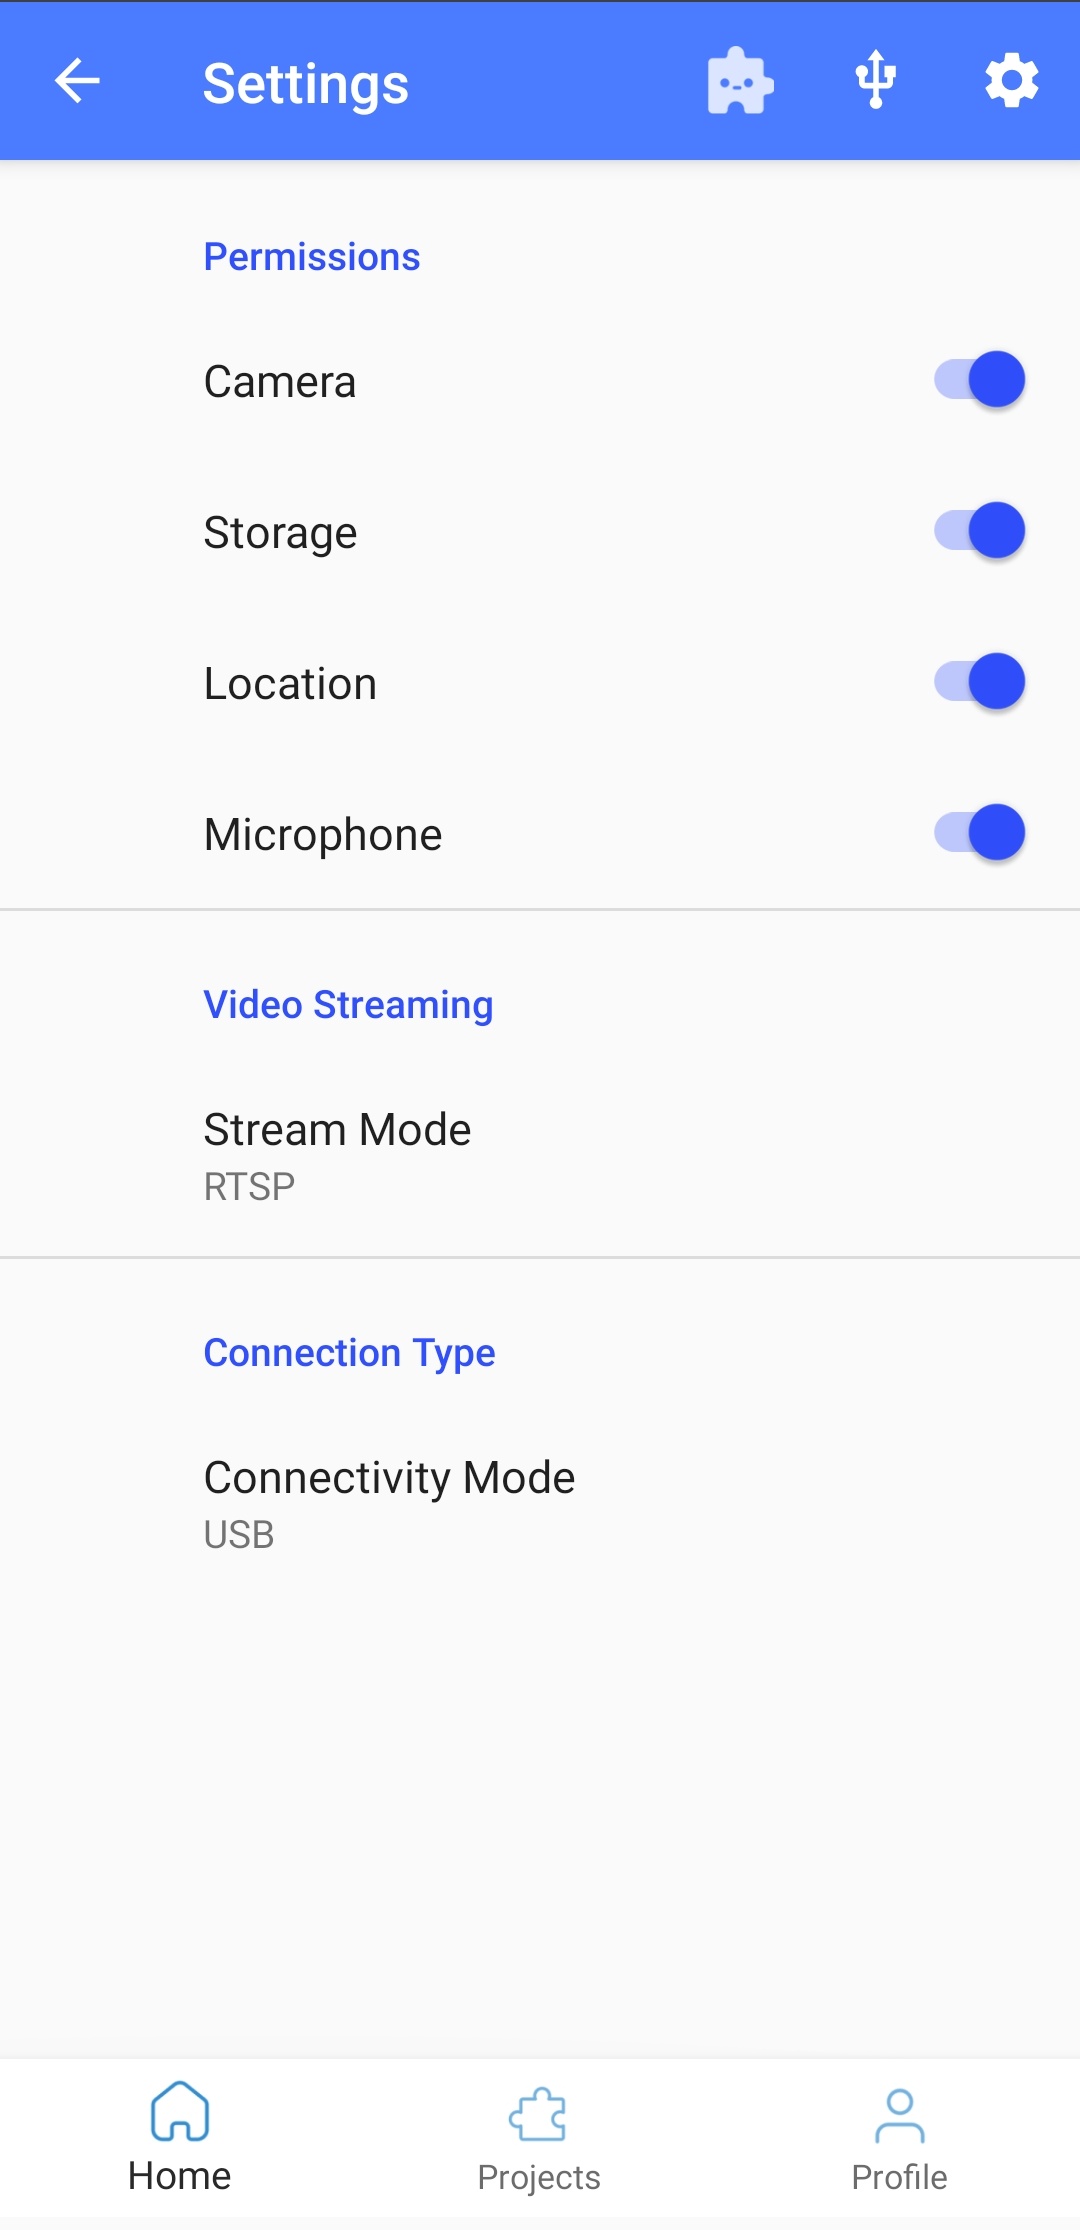 Settings
Permissions
Camera
Storage
Location
Microphone
Video Streaming
Stream Mode
RTSP
Connection Type
Connectivity Mode
USB
Home
Projects
Profile